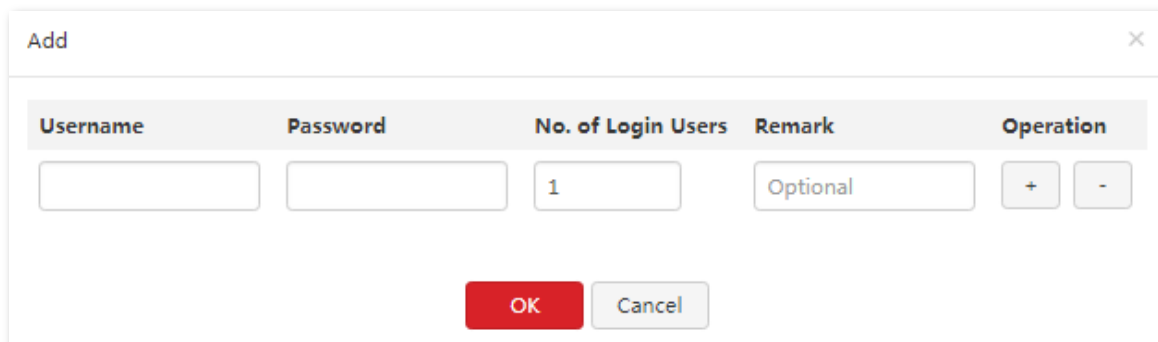 Add ×
Username Password No. of Login Users Remark Operation
1 Optional + -
OK Cancel